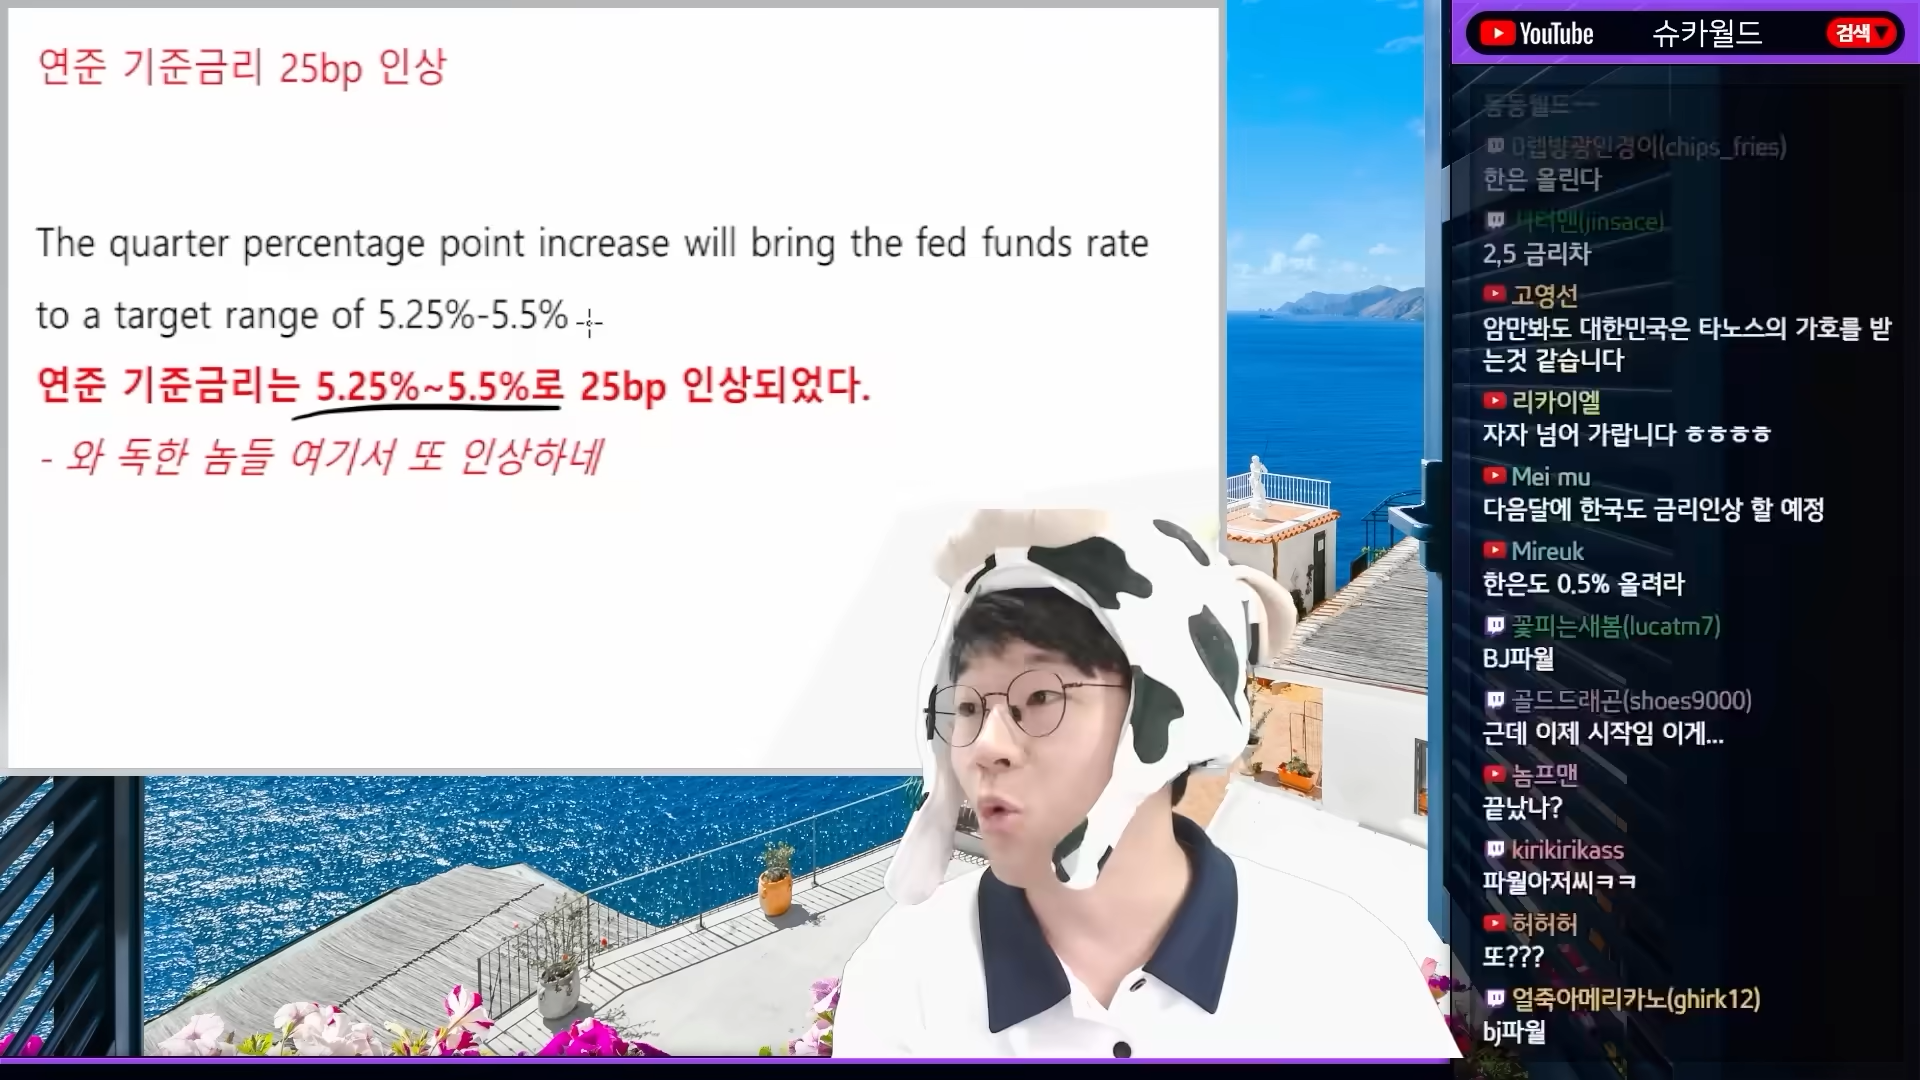 연준 기준금리 25bp 인상
The quarter percentage point increase will bring the fed funds rate
to a target range of 5.25%-5.5%
연준 기준금리는 5.25%~5.5%로 25bp 인상되었다.
- 와 독한 놈들 여기서 또 인상하네
YouTube 슈카월드 검색
(chips_fries)
한은 올린다
(jinsace)
2,5 금리차
고영선
암만봐도 대한민국은 타노스의 가호를 받
는것 같습니다
리카이엘
자자 넘어 가랍니다 ㅎㅎㅎㅎ
Mei mu
다음달에 한국도 금리인상 할 예정
Mireuk
한은도 0.5% 올려라
꽃피는새봄(lucatm7)
BJ파월
골드드래곤(shoes9000)
근데 이제 시작임 이게...
놈프맨
끝났나?
kirikirikass
파월아저씨ㅋㅋ
허허허
또???
얼죽아메리카노(ghirk12)
bj파월